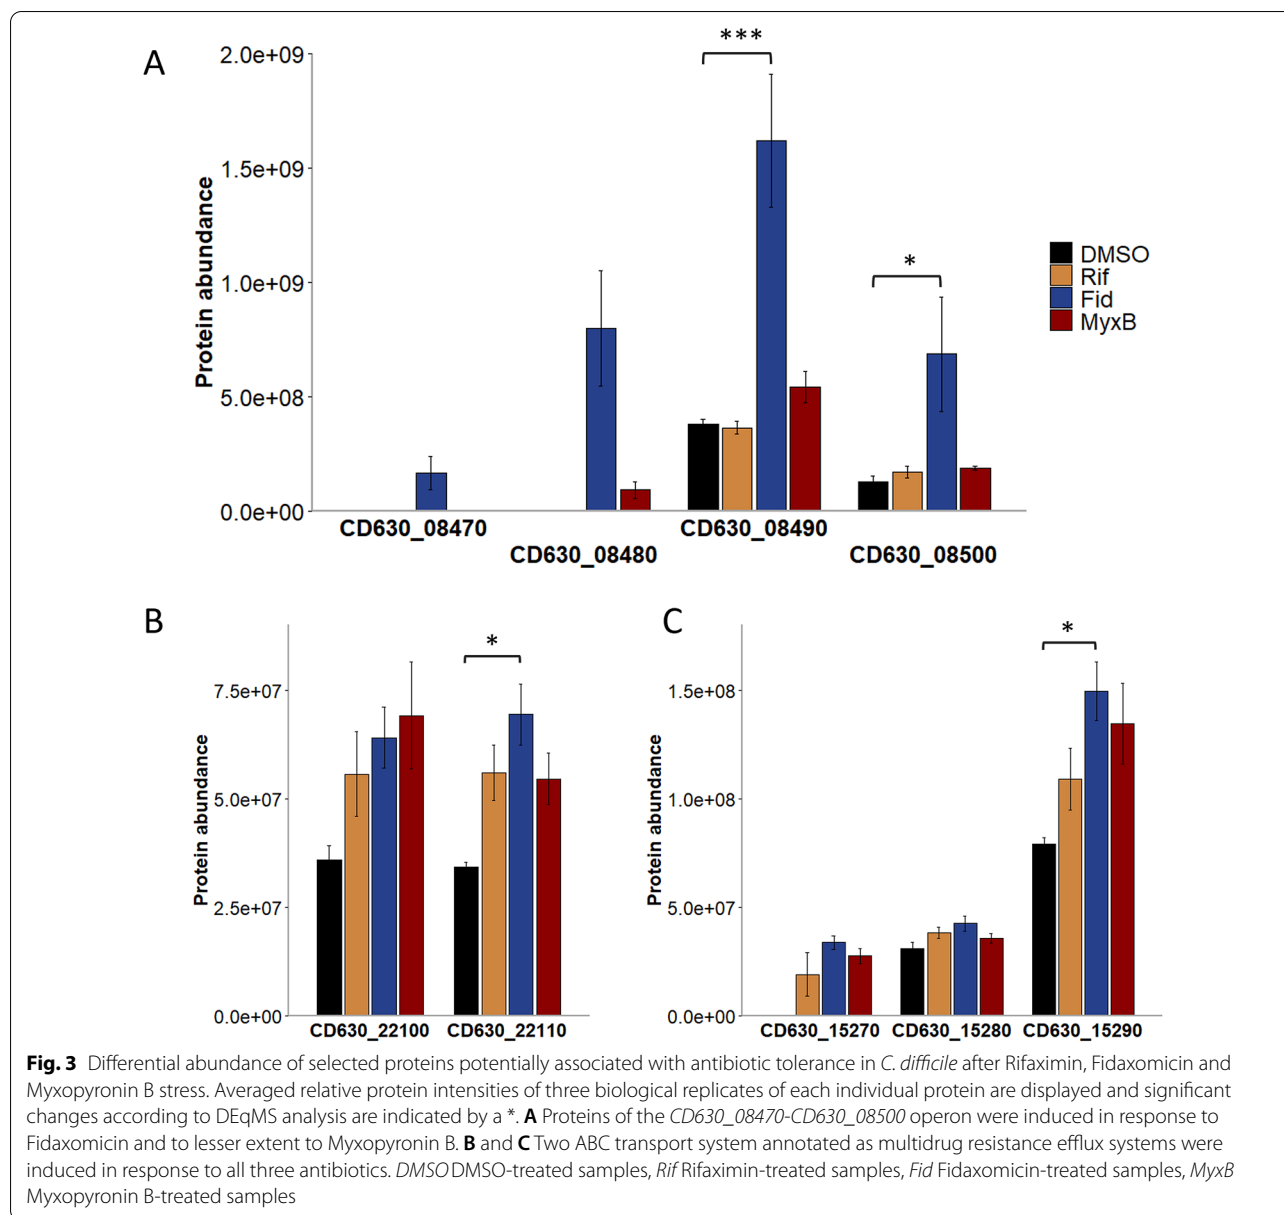 A
2.0e+09
1.5e+09
1.0e+09
5.0e+08
0.0e+00
Protein abundance
***
*
DMSO
Rif
Fid
MyxB
CD630_08470
CD630_08480
CD630_08490
CD630_08500
B
7.5e+07
5.0e+07
2.5e+07
0.0e+00
Protein abundance
*
CD630_22100
CD630_22110
C
1.5e+08
1.0e+08
5.0e+07
0.0e+00
Protein abundance
*
CD630_15270
CD630_15280
CD630_15290
Fig. 3 Differential abundance of selected proteins potentially associated with antibiotic tolerance in C. difficile after Rifaximin, Fidaxomicin and
Myxopyronin B stress. Averaged relative protein intensities of three biological replicates of each individual protein are displayed and significant
changes according to DEqMS analysis are indicated by a *. A Proteins of the CD630_08470-CD630_08500 operon were induced in response to
Fidaxomicin and to lesser extent to Myxopyronin B. B and C Two ABC transport system annotated as multidrug resistance efflux systems were
induced in response to all three antibiotics. DMSO DMSO-treated samples, Rif Rifaximin-treated samples, Fid Fidaxomicin-treated samples, MyxB
Myxopyronin B-treated samples